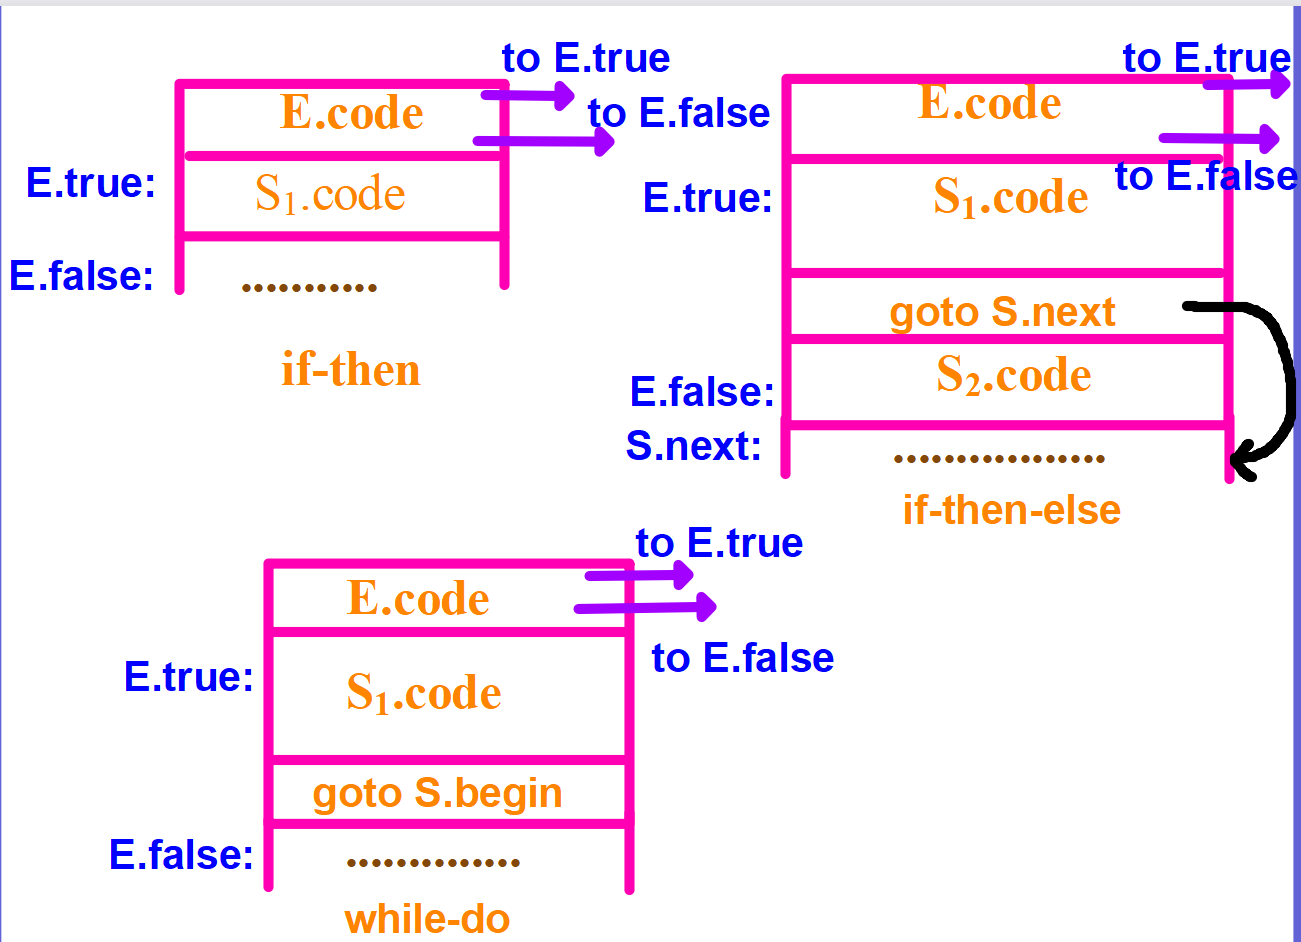 to E.true
E.code
to E.false
E.true:
S₁.code
E.false:
...........
if-then
to E.true
E.code
to E.false
E.true:
S₁.code
goto S.next
E.false:
S₂.code
S.next:
.................
if-then-else
to E.true
E.code
to E.false
E.true:
S₁.code
goto S.begin
E.false:
..............
while-do